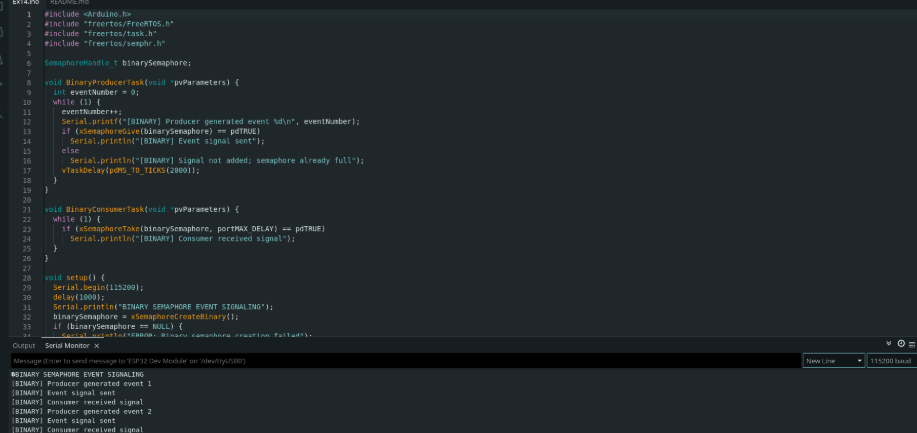 Ex14.ino README.md
1 #include <Arduino.h>
2 #include "freertos/FreeRTOS.h"
3 #include "freertos/task.h"
4 #include "freertos/semphr.h"
5
6 SemaphoreHandle_t binarySemaphore;
7
8 void BinaryProducerTask(void *pvParameters) {
9 int eventNumber = 0;
10 while (1) {
11 eventNumber++;
12 Serial.printf("[BINARY] Producer generated event %d\n", eventNumber);
13 if (xSemaphoreGive(binarySemaphore) == pdTRUE)
14 Serial.println("[BINARY] Event signal sent");
15 else
16 Serial.println("[BINARY] Signal not added; semaphore already full");
17 vTaskDelay(pdMS_TO_TICKS(2000));
18 }
19 }
20
21 void BinaryConsumerTask(void *pvParameters) {
22 while (1) {
23 if (xSemaphoreTake(binarySemaphore, portMAX_DELAY) == pdTRUE)
24 Serial.println("[BINARY] Consumer received signal");
25 }
26 }
27
28 void setup() {
29 Serial.begin(115200);
30 delay(1000);
31 Serial.println("BINARY SEMAPHORE EVENT SIGNALING");
32 binarySemaphore = xSemaphoreCreateBinary();
33 if (binarySemaphore == NULL) {
34 Serial.println("ERROR: Binary semaphore creation failed");
Output Serial Monitor ×
Message (Enter to send message to 'ESP32 Dev Module' on '/dev/ttyUSB0') New Line 115200 baud
BINARY SEMAPHORE EVENT SIGNALING
[BINARY] Producer generated event 1
[BINARY] Event signal sent
[BINARY] Consumer received signal
[BINARY] Producer generated event 2
[BINARY] Event signal sent
[BINARY] Consumer received signal